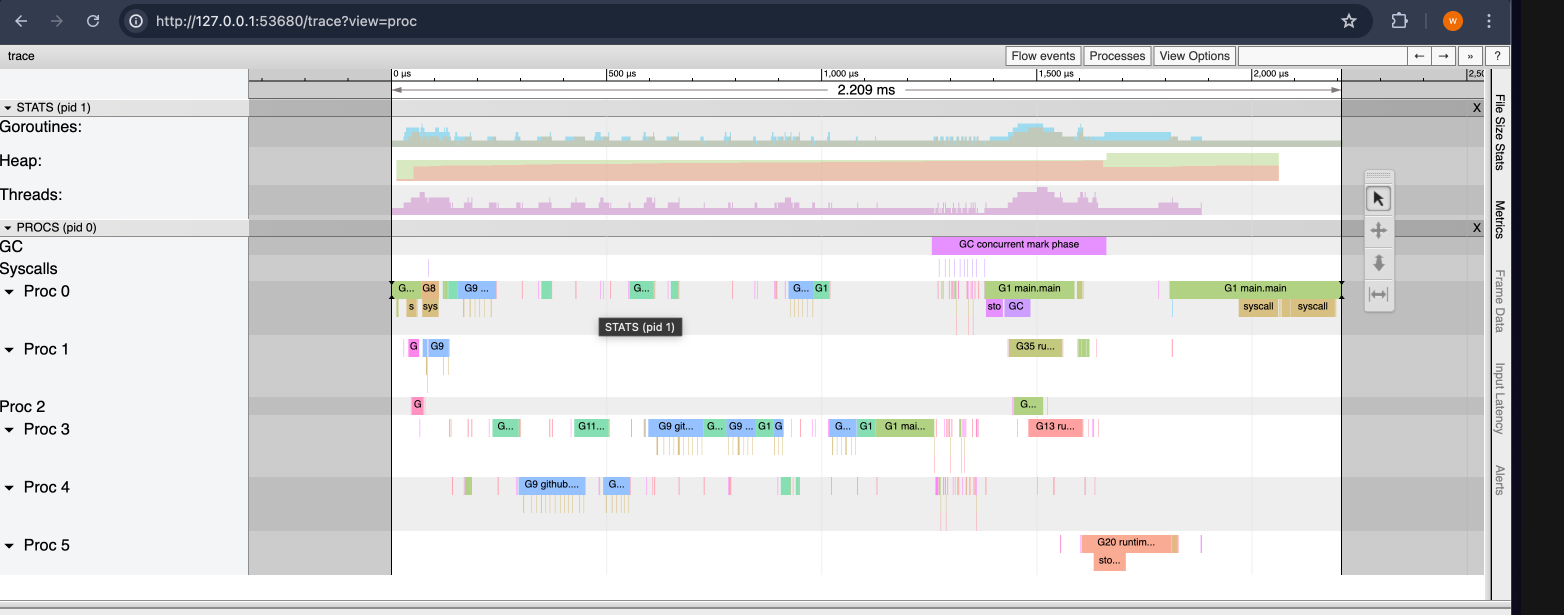 http://127.0.0.1:53680/trace?view=proc
W
trace
Flow events Processes View Options ← → » ?
0 µs 500 µs 1,000 µs 1,500 µs 2,000 µs 2,50
2.209 ms
STATS (pid 1) X
Goroutines:
Heap:
Threads:
PROCS (pid 0) X
GC GC concurrent mark phase
Syscalls
Proc 0 G... G8 G9 ... G... G... G1 G1 main.main G1 main.main
s sys sto GC syscall syscall
STATS (pid 1)
Proc 1 G G9 G35 ru...
Proc 2 G G...
Proc 3 G... G11... G9 git... G... G9 ... G1 G G... G1 G1 mai... G13 ru...
Proc 4 G9 github.... G...
Proc 5 G20 runtim...
sto...
File Size Stats
Metrics
Frame Data
Input Latency
Alerts